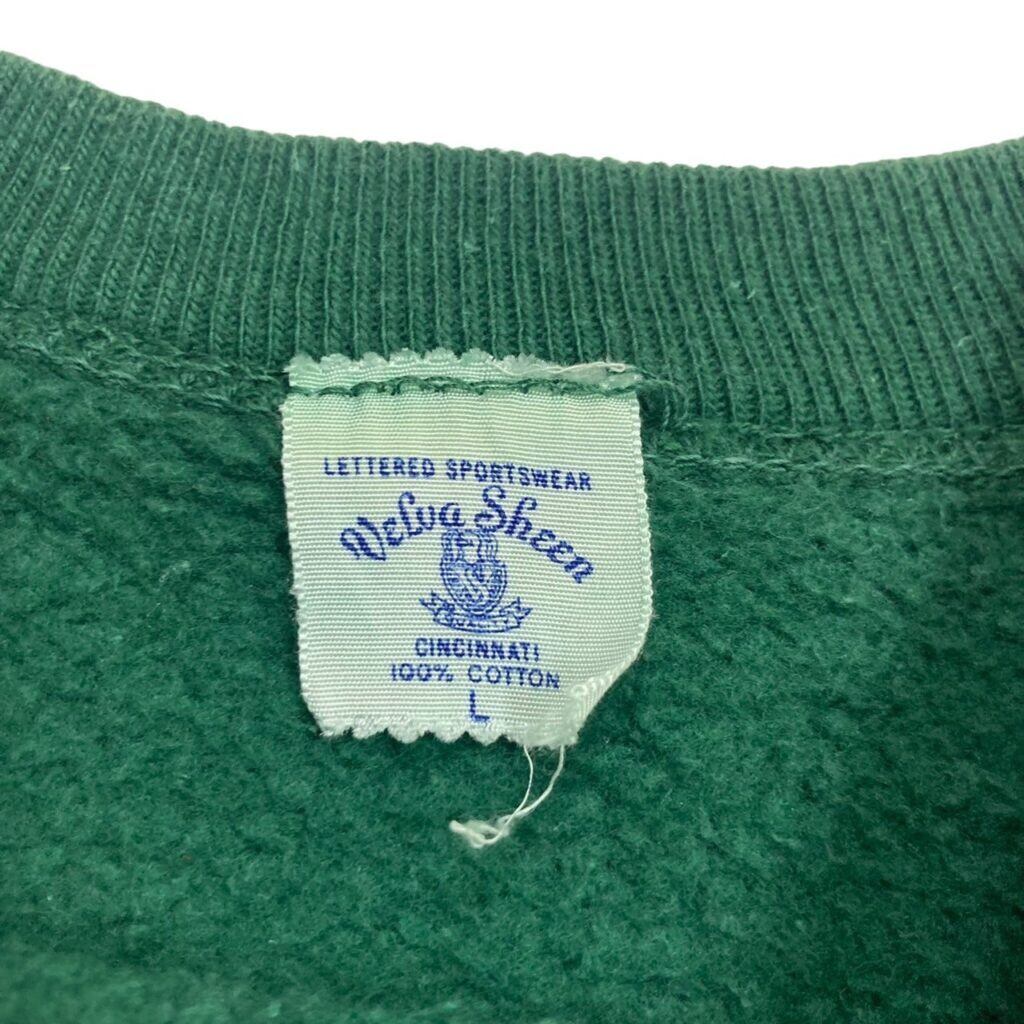 LETTERED SPORTSWEAR
Velva Sheen
CINCINNATI
100% COTTON
L